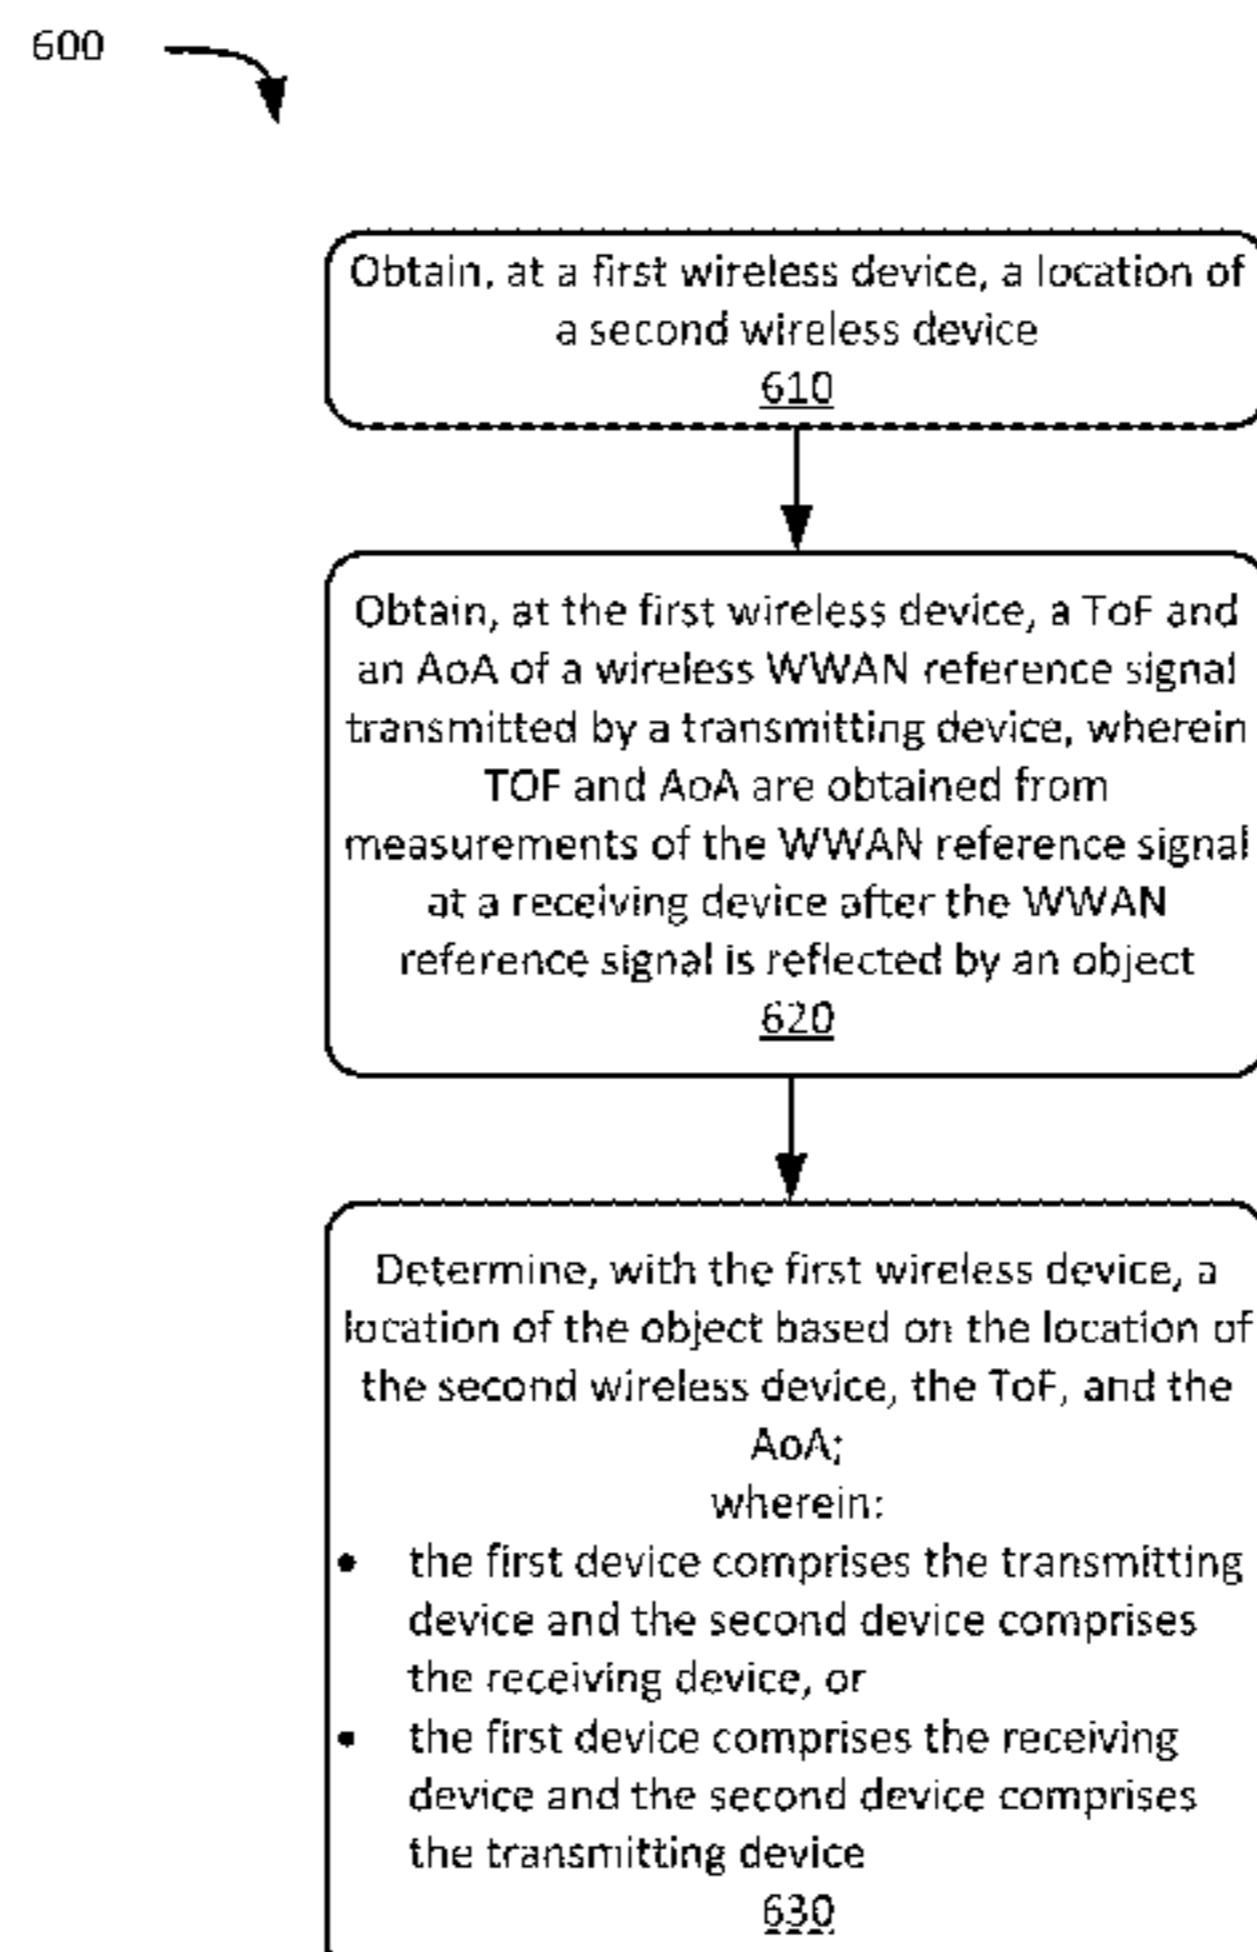 600
Obtain, at a first wireless device, a location of
a second wireless device
610
Obtain, at the first wireless device, a ToF and
an AoA of a wireless WWAN reference signal
transmitted by a transmitting device, wherein
TOF and AoA are obtained from
measurements of the WWAN reference signal
at a receiving device after the WWAN
reference signal is reflected by an object
620
Determine, with the first wireless device, a
location of the object based on the location of
the second wireless device, the ToF, and the
AoA;
wherein:
• the first device comprises the transmitting
device and the second device comprises
the receiving device, or
• the first device comprises the receiving
device and the second device comprises
the transmitting device
630